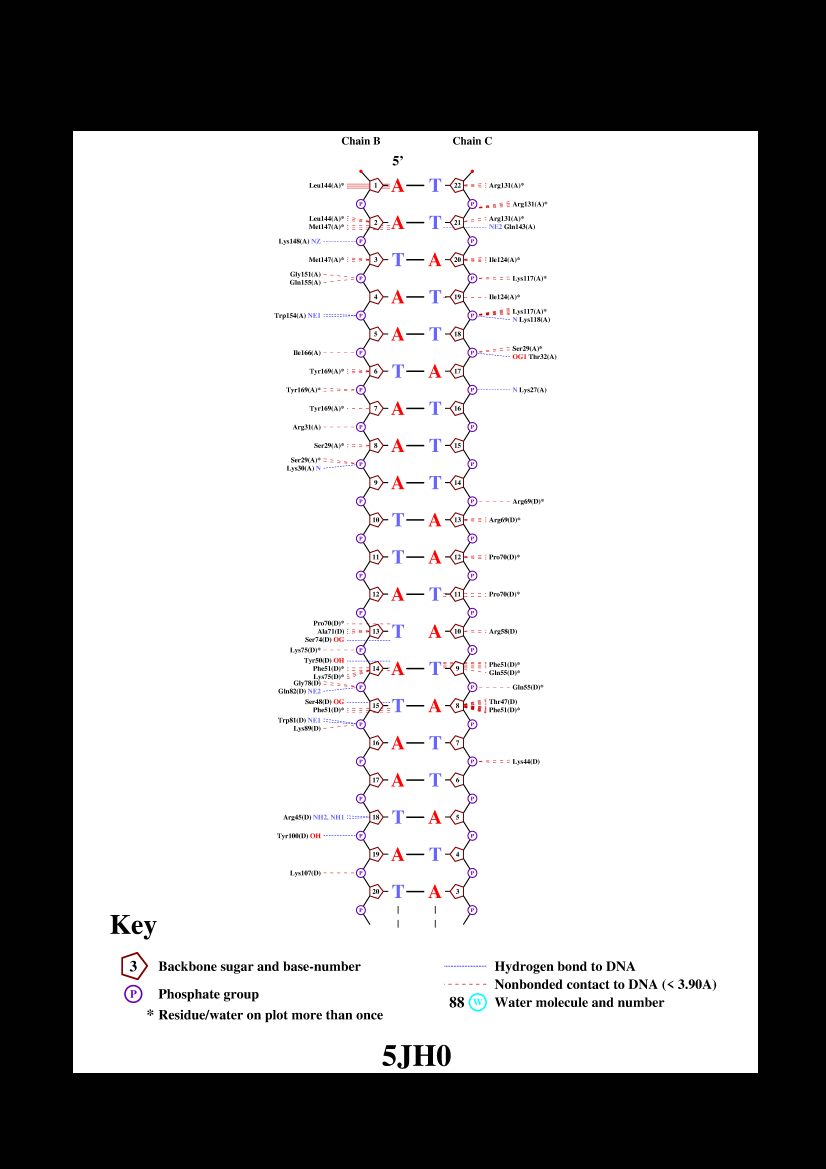 Chain B Chain C
5'
Leu144(A)* 1 A T 22 Arg131(A)*
P P Arg131(A)*
Leu144(A)* Arg131(A)*
2 A T 21
Met147(A)* NE2 Gln143(A)
Lys148(A) NZ P P
Met147(A)* 3 T A 20 Ile124(A)*
Gly151(A) P P Lys117(A)*
Gln155(A)
4 A T 19 Ile124(A)*
Trp154(A) NE1 P P Lys117(A)*
N Lys118(A)
5 A T 18
Ile166(A) P P Ser29(A)*
OG1 Thr32(A)
Tyr169(A)* 6 T A 17
Tyr169(A)* P P N Lys27(A)
Tyr169(A)* 7 A T 16
Arg31(A) P P
Ser29(A)* 8 A T 15
Ser29(A)* P P
Lys30(A) N
9 A T 14
P P Arg69(D)*
10 T A 13 Arg69(D)*
P P
11 T A 12 Pro70(D)*
P P
12 A T 11 Pro70(D)*
P P
Pro70(D)*
Ala71(D) 13 T A 10 Arg58(D)
Ser74(D) OG
Lys75(D)* P P
Tyr50(D) OH
Phe51(D)* 14 A T 9 Phe51(D)*
Lys75(D)* Gln55(D)*
Gly78(D) P P Gln55(D)*
Gln82(D) NE2
Ser48(D) OG 15 T A 8 Thr47(D)
Phe51(D)* Phe51(D)*
Trp81(D) NE1 P P
Lys89(D)
16 A T 7
P P Lys44(D)
17 A T 6
P P
Arg45(D) NH2, NH1 18 T A 5
Tyr100(D) OH P P
19 A T 4
Lys107(D) P P
20 T A 3
P P
Key
3 Backbone sugar and base-number
P Phosphate group
* Residue/water on plot more than once
Hydrogen bond to DNA
Nonbonded contact to DNA (< 3.90A)
88 W Water molecule and number
5JH0